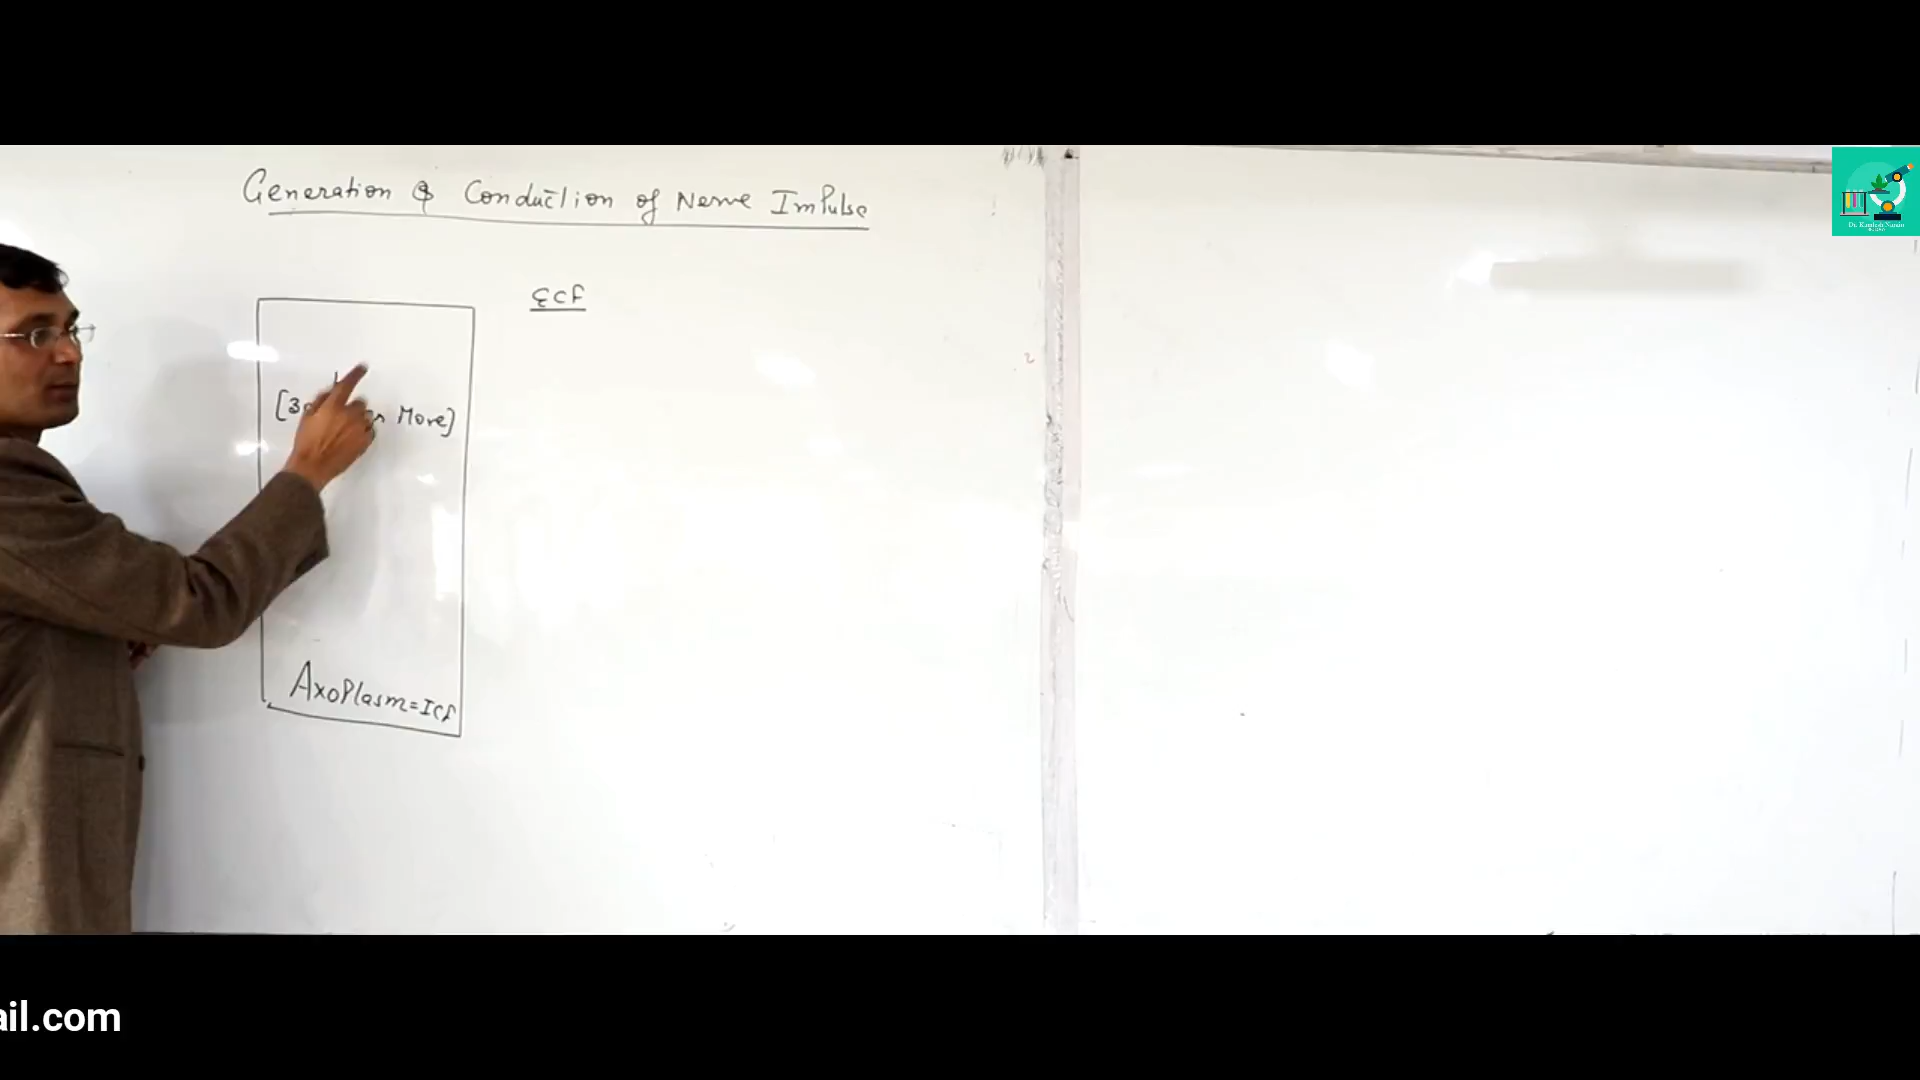 Generation & Conduction of Nerve Impulse
ECF
More]
Axoplasm = ICf
ail.com